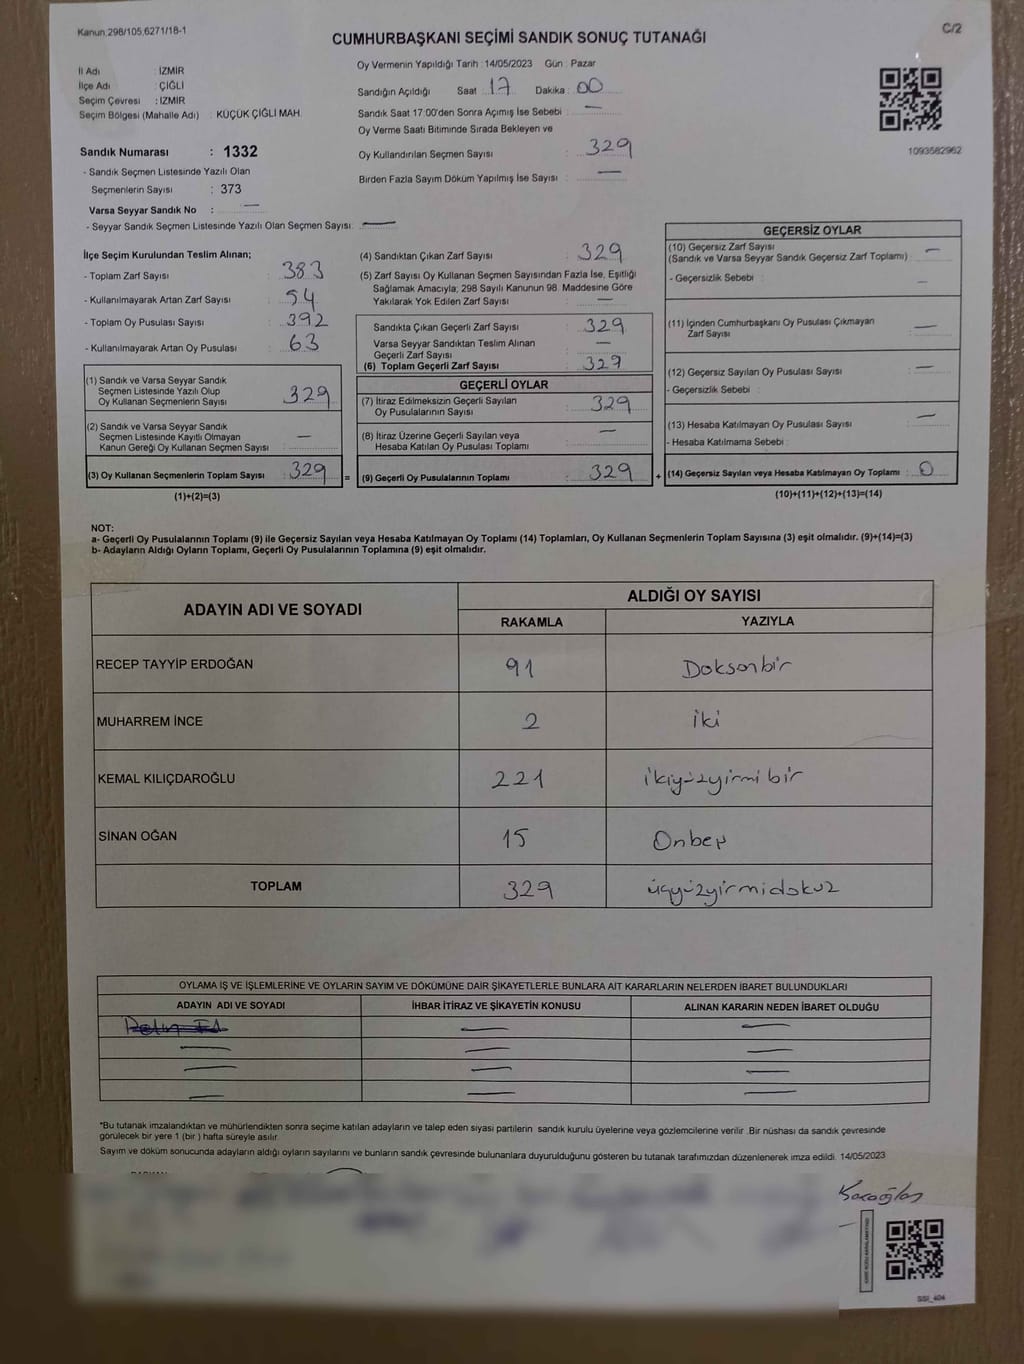 Kanun:298/105,6271/18-1
C/2
CUMHURBAŞKANI SEÇİMİ SANDIK SONUÇ TUTANAĞI
İl Adı : İZMİR
İlçe Adı : ÇİĞLİ
Seçim Çevresi : İZMİR
Seçim Bölgesi (Mahalle Adı) : KÜÇÜK ÇİĞLİ MAH.
Sandık Numarası : 1332
- Sandık Seçmen Listesinde Yazılı Olan
Seçmenlerin Sayısı : 373
Varsa Seyyar Sandık No : —
- Seyyar Sandık Seçmen Listesinde Yazılı Olan Seçmen Sayısı: —
Oy Vermenin Yapıldığı Tarih :14/05/2023 Gün : Pazar
Sandığın Açıldığı Saat : 17 Dakika : 00
Sandık Saat 17:00'den Sonra Açımış İse Sebebi : —
Oy Verme Saati Bitiminde Sırada Bekleyen ve
Oy Kullandırılan Seçmen Sayısı : 329
Birden Fazla Sayım Döküm Yapılmış İse Sayısı : —
1093582962
İlçe Seçim Kurulundan Teslim Alınan;
- Toplam Zarf Sayısı : 383
- Kullanılmayarak Artan Zarf Sayısı : 54
- Toplam Oy Pusulası Sayısı : 392
- Kullanılmayarak Artan Oy Pusulası : 63
(1) Sandık ve Varsa Seyyar Sandık
Seçmen Listesinde Yazılı Olup
Oy Kullanan Seçmenlerin Sayısı : 329
(2) Sandık ve Varsa Seyyar Sandık
Seçmen Listesinde Kayıtlı Olmayan
Kanun Gereği Oy Kullanan Seçmen Sayısı : —
(3) Oy Kullanan Seçmenlerin Toplam Sayısı : 329 =
(1)+(2)=(3)
(4) Sandıktan Çıkan Zarf Sayısı : 329
(5) Zarf Sayısı Oy Kullanan Seçmen Sayısından Fazla İse, Eşitliği
Sağlamak Amacıyla; 298 Sayılı Kanunun 98. Maddesine Göre
Yakılarak Yok Edilen Zarf Sayısı : —
Sandıkta Çıkan Geçerli Zarf Sayısı : 329
Varsa Seyyar Sandıktan Teslim Alınan
Geçerli Zarf Sayısı : —
(6) Toplam Geçerli Zarf Sayısı : 329
GEÇERLİ OYLAR
(7) İtiraz Edilmeksizin Geçerli Sayılan
Oy Pusulalarının Sayısı : 329
(8) İtiraz Üzerine Geçerli Sayılan veya
Hesaba Katılan Oy Pusulası Toplamı : —
(9) Geçerli Oy Pusulalarının Toplamı : 329 +
GEÇERSİZ OYLAR
(10) Geçersiz Zarf Sayısı
(Sandık ve Varsa Seyyar Sandık Geçersiz Zarf Toplamı) : —
- Geçersizlik Sebebi : —
(11) İçinden Cumhurbaşkanı Oy Pusulası Çıkmayan
Zarf Sayısı : —
(12) Geçersiz Sayılan Oy Pusulası Sayısı : —
- Geçersizlik Sebebi :
(13) Hesaba Katılmayan Oy Pusulası Sayısı : —
- Hesaba Katılmama Sebebi :
(14) Geçersiz Sayılan veya Hesaba Katılmayan Oy Toplamı : 0
(10)+(11)+(12)+(13)=(14)
NOT:
a- Geçerli Oy Pusulalarının Toplamı (9) ile Geçersiz Sayılan veya Hesaba Katılmayan Oy Toplamı (14) Toplamları, Oy Kullanan Seçmenlerin Toplam Sayısına (3) eşit olmalıdır. (9)+(14)=(3)
b- Adayların Aldığı Oyların Toplamı, Geçerli Oy Pusulalarının Toplamına (9) eşit olmalıdır.
ADAYIN ADI VE SOYADI
ALDIĞI OY SAYISI
RAKAMLA YAZIYLA
RECEP TAYYİP ERDOĞAN 91 Doksanbir
MUHARREM İNCE 2 iki
KEMAL KILIÇDAROĞLU 221 ikiyüzyirmi bir
SİNAN OĞAN 15 Onbeş
TOPLAM 329 üçyüzyirmidokuz
OYLAMA İŞ VE İŞLEMLERİNE VE OYLARIN SAYIM VE DÖKÜMÜNE DAİR ŞİKAYETLERLE BUNLARA AİT KARARLARIN NELERDEN İBARET BULUNDUKLARI
ADAYIN ADI VE SOYADI İHBAR İTİRAZ VE ŞİKAYETİN KONUSU ALINAN KARARIN NEDEN İBARET OLDUĞU
*Bu tutanak imzalandıktan ve mühürlendikten sonra seçime katılan adayların ve talep eden siyasi partilerin sandık kurulu üyelerine veya gözlemcilerine verilir. Bir nüshası da sandık çevresinde
görülecek bir yere 1 (bir ) hafta süreyle asılır.
Sayım ve döküm sonucunda adayların aldığı oyların sayılarını ve bunların sandık çevresinde bulunanlara duyurulduğunu gösteren bu tutanak tarafımızdan düzenlenerek imza edildi. 14/05/2023
SSI_404